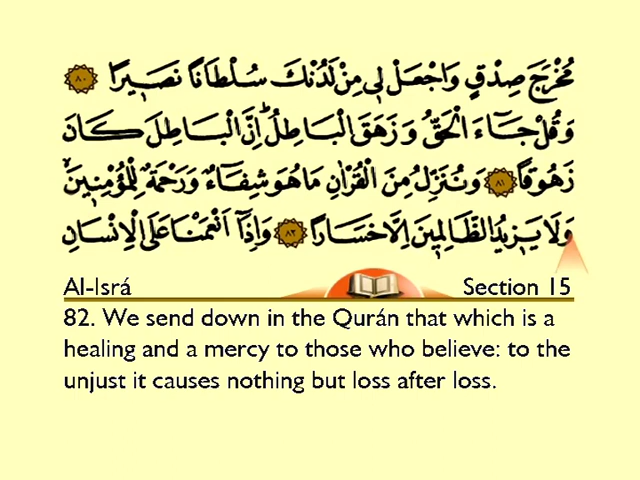 مُخْرَجَ صِدْقٍ وَاجْعَلْ لِي مِنْ لَدُنْكَ سُلْطَانًا نَصِيرًا ﴿٨٠﴾
وَقُلْ جَاءَ الْحَقُّ وَزَهَقَ الْبَاطِلُ إِنَّ الْبَاطِلَ كَانَ
زَهُوقًا ﴿٨١﴾ وَنُنَزِّلُ مِنَ الْقُرْاٰنِ مَا هُوَ شِفَاءٌ وَرَحْمَةٌ لِلْمُؤْمِنِينَ
وَلَا يَزِيدُ الظَّالِمِينَ إِلَّا خَسَارًا ﴿٨٢﴾ وَإِذَا أَنْعَمْنَا عَلَى الْإِنْسَانِ
Al-Isrá Section 15
82. We send down in the Qurán that which is a
healing and a mercy to those who believe: to the
unjust it causes nothing but loss after loss.